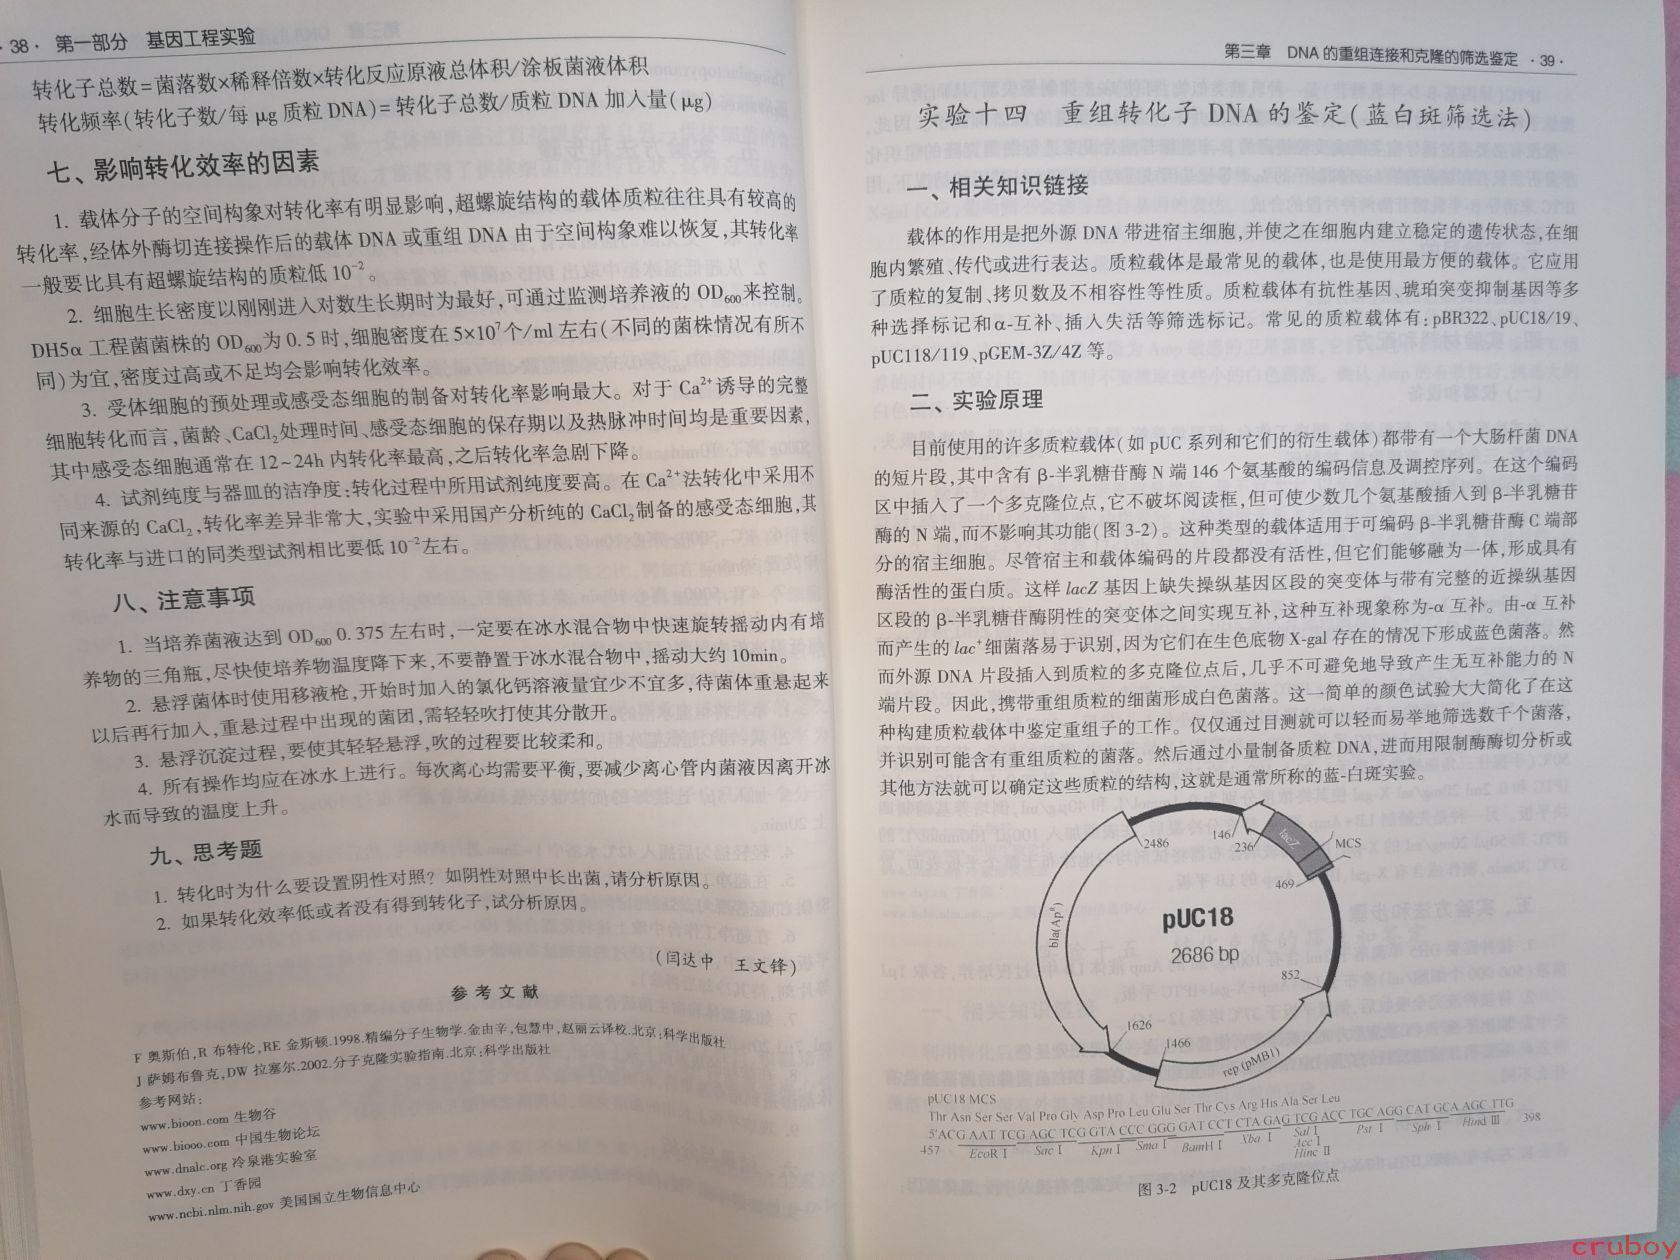 · 38 · 第一部分 基因工程实验
转化子总数=菌落数×稀释倍数×转化反应原液总体积/涂板菌液体积
转化频率(转化子数/每 μg 质粒 DNA)=转化子总数/质粒 DNA 加入量(μg)
七、影响转化效率的因素
1. 载体分子的空间构象对转化率有明显影响,超螺旋结构的载体质粒往往具有较高的
转化率,经体外酶切连接操作后的载体 DNA 或重组 DNA 由于空间构象难以恢复,其转化率
一般要比具有超螺旋结构的质粒低 10⁻²。
2. 细胞生长密度以刚刚进入对数生长期时为最好,可通过监测培养液的 OD₆₀₀来控制。
DH5α 工程菌菌株的 OD₆₀₀为 0. 5 时,细胞密度在 5×10⁷个/ml 左右(不同的菌株情况有所不
同)为宜,密度过高或不足均会影响转化效率。
3. 受体细胞的预处理或感受态细胞的制备对转化率影响最大。对于 Ca²⁺诱导的完整
细胞转化而言,菌龄、CaCl₂处理时间、感受态细胞的保存期以及热脉冲时间均是重要因素,
其中感受态细胞通常在 12~24h 内转化率最高,之后转化率急剧下降。
4. 试剂纯度与器皿的洁净度:转化过程中所用试剂纯度要高。在 Ca²⁺法转化中采用不
同来源的 CaCl₂,转化率差异非常大,实验中采用国产分析纯的 CaCl₂制备的感受态细胞,其
转化率与进口的同类型试剂相比要低 10⁻²左右。
八、注意事项
1. 当培养菌液达到 OD₆₀₀ 0. 375 左右时,一定要在冰水混合物中快速旋转摇动内有培
养物的三角瓶,尽快使培养物温度降下来,不要静置于冰水混合物中,摇动大约 10min。
2. 悬浮菌体时使用移液枪,开始时加入的氯化钙溶液量宜少不宜多,待菌体重悬起来
以后再行加入,重悬过程中出现的菌团,需轻轻吹打使其分散开。
3. 悬浮沉淀过程,要使其轻轻悬浮,吹的过程要比较柔和。
4. 所有操作均应在冰水上进行。每次离心均需要平衡,要减少离心管内菌液因离开冰
水而导致的温度上升。
九、思考题
1. 转化时为什么要设置阴性对照? 如阴性对照中长出菌,请分析原因。
2. 如果转化效率低或者没有得到转化子,试分析原因。
(闫达中 王文锋)
参 考 文 献
F 奥斯伯,R 布特伦,RE 金斯顿.1998.精编分子生物学.金由辛,包慧中,赵丽云译校.北京:科学出版社
J 萨姆布鲁克,DW 拉塞尔.2002.分子克隆实验指南.北京:科学出版社
参考网站:
www.bioon.com 生物谷
www.biooo.com 中国生物论坛
www.dnalc.org 冷泉港实验室
www.dxy.cn 丁香园
www.ncbi.nlm.nih.gov 美国国立生物信息中心
第三章 DNA 的重组连接和克隆的筛选鉴定 · 39 ·
实验十四 重组转化子 DNA 的鉴定(蓝白斑筛选法)
一、相关知识链接
载体的作用是把外源 DNA 带进宿主细胞,并使之在细胞内建立稳定的遗传状态,在细
胞内繁殖、传代或进行表达。质粒载体是最常见的载体,也是使用最方便的载体。它应用
了质粒的复制、拷贝数及不相容性等性质。质粒载体有抗性基因、琥珀突变抑制基因等多
种选择标记和α-互补、插入失活等筛选标记。常见的质粒载体有:pBR322、pUC18/19、
pUC118/119、pGEM-3Z/4Z 等。
二、实验原理
目前使用的许多质粒载体(如 pUC 系列和它们的衍生载体)都带有一个大肠杆菌 DNA
的短片段,其中含有 β-半乳糖苷酶 N 端 146 个氨基酸的编码信息及调控序列。在这个编码
区中插入了一个多克隆位点,它不破坏阅读框,但可使少数几个氨基酸插入到 β-半乳糖苷
酶的 N 端,而不影响其功能(图 3-2)。这种类型的载体适用于可编码 β-半乳糖苷酶 C 端部
分的宿主细胞。尽管宿主和载体编码的片段都没有活性,但它们能够融为一体,形成具有
酶活性的蛋白质。这样 lacZ 基因上缺失操纵基因区段的突变体与带有完整的近操纵基因
区段的 β-半乳糖苷酶阴性的突变体之间实现互补,这种互补现象称为-α 互补。由-α 互补
而产生的 lac⁺细菌落易于识别,因为它们在生色底物 X-gal 存在的情况下形成蓝色菌落。然
而外源 DNA 片段插入到质粒的多克隆位点后,几乎不可避免地导致产生无互补能力的 N
端片段。因此,携带重组质粒的细菌形成白色菌落。这一简单的颜色试验大大简化了在这
种构建质粒载体中鉴定重组子的工作。仅仅通过目测就可以轻而易举地筛选数千个菌落,
并识别可能含有重组质粒的菌落。然后通过小量制备质粒 DNA,进而用限制酶酶切分析或
其他方法就可以确定这些质粒的结构,这就是通常所称的蓝-白斑实验。
2486
146
236
lacZ
MCS
469
bla(Apᴿ)
pUC18
2686 bp
852
1626
1466
rep (pMB1)
pUC18 MCS
Thr Asn Ser Ser Val Pro Gly Asp Pro Leu Glu Ser Thr Cys Arg His Ala Ser Leu
5'ACG AAT TCG AGC TCG GTA CCC GGG GAT CCT CTA GAG TCG ACC TGC AGG CAT GCA AGC TTG
457 EcoR Ⅰ Sac Ⅰ Kpn Ⅰ Sma Ⅰ BamH Ⅰ Xba Ⅰ Sal Ⅰ Pst Ⅰ Sph Ⅰ Hind Ⅲ 398
Acc Ⅰ
Hinc Ⅱ
图 3-2 pUC18 及其多克隆位点
cruboy